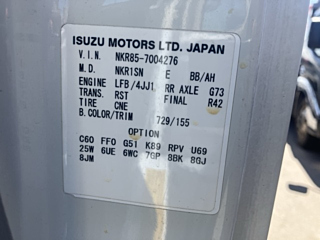 ISUZU MOTORS LTD. JAPAN
V.I.N. NKR85-7004276
M.D. NKR1SN E BB/AH
ENGINE LFB/4JJ1 RR AXLE G73
TRANS. RST FINAL R42
TIRE CNE
B.COLOR/TRIM 729/155
OPTION
C60 FFO G51 K89 RPV U69
25W 6UE 6WC 7GP 8BK 8GJ
8JM